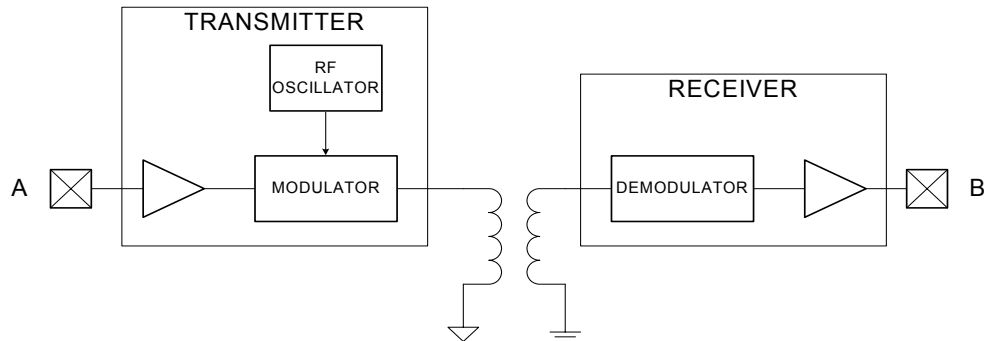 TRANSMITTER
RF
OSCILLATOR
RECEIVER
A
MODULATOR
DEMODULATOR
B